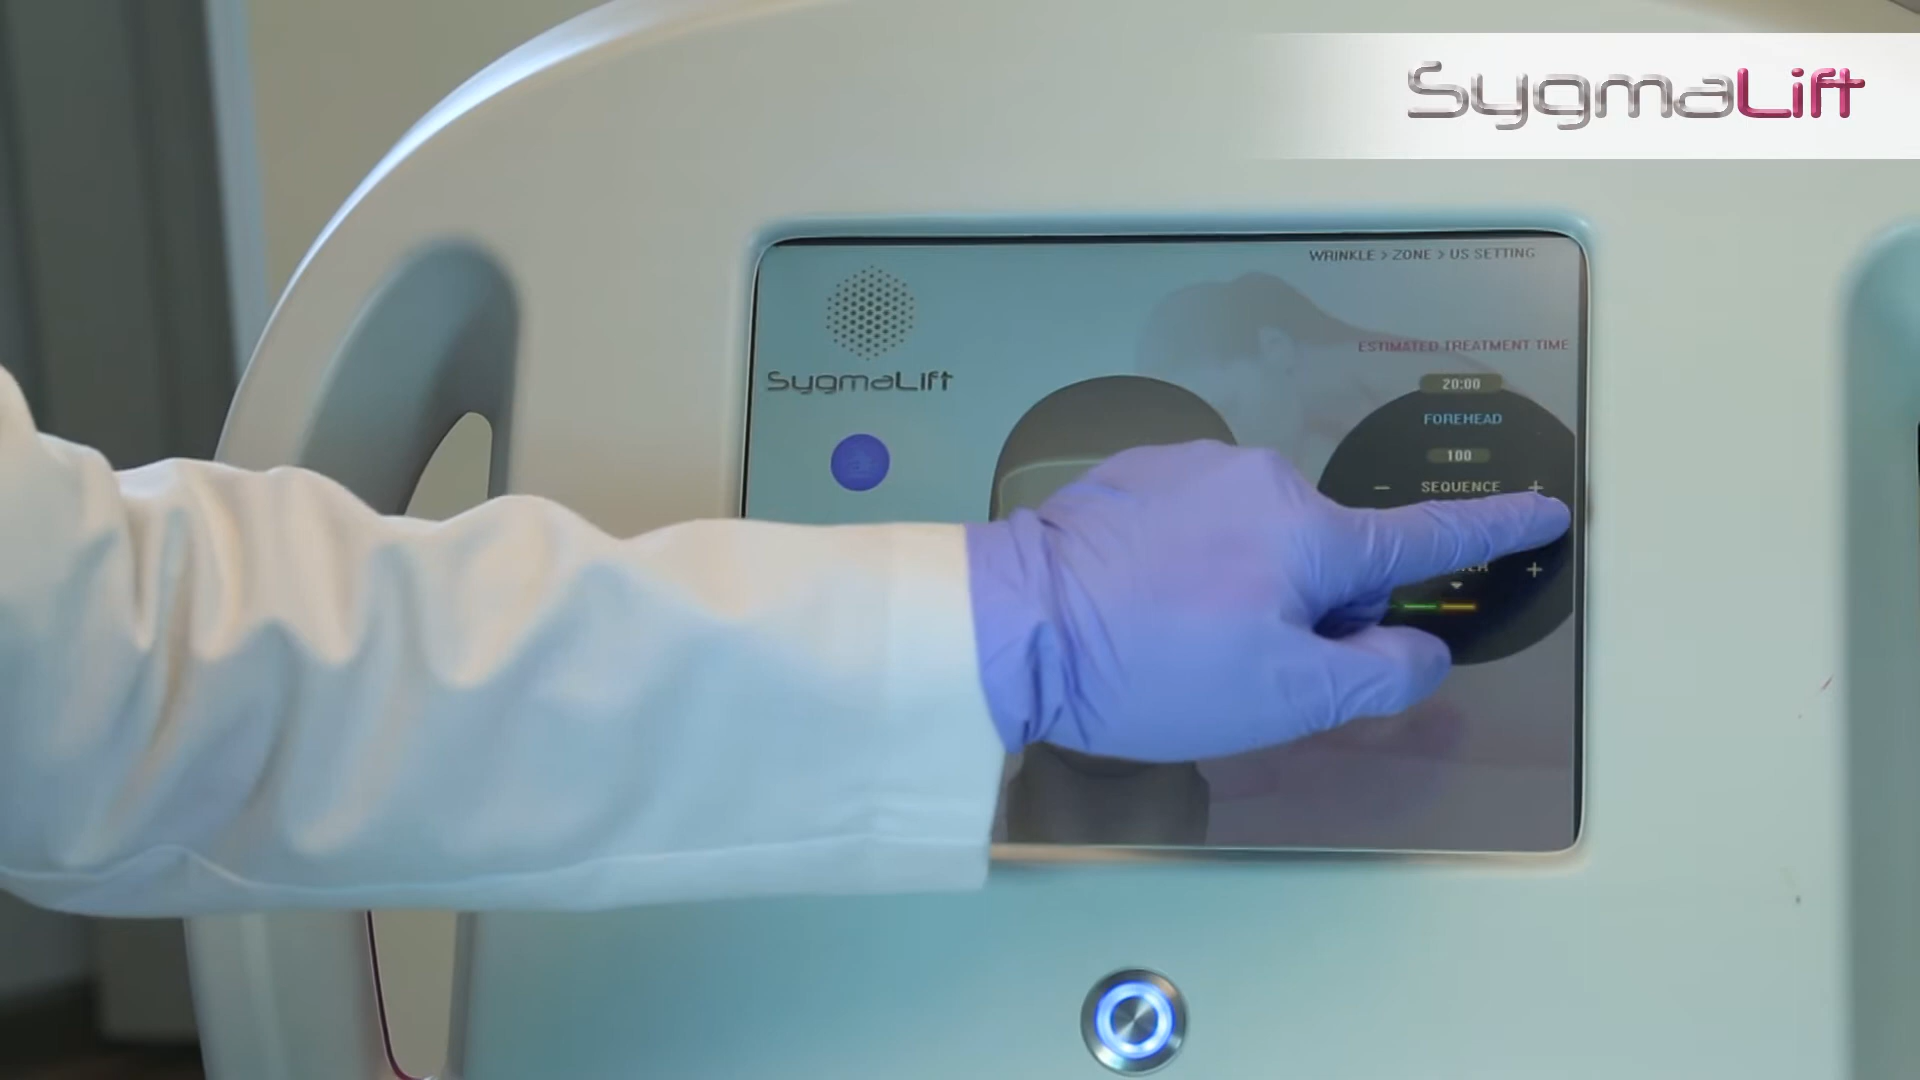 SygmaLift
WRINKLE > ZONE > US SETTING
SygmaLift
ESTIMATED TREATMENT TIME
20:00
FOREHEAD
100
- SEQUENCE +
+